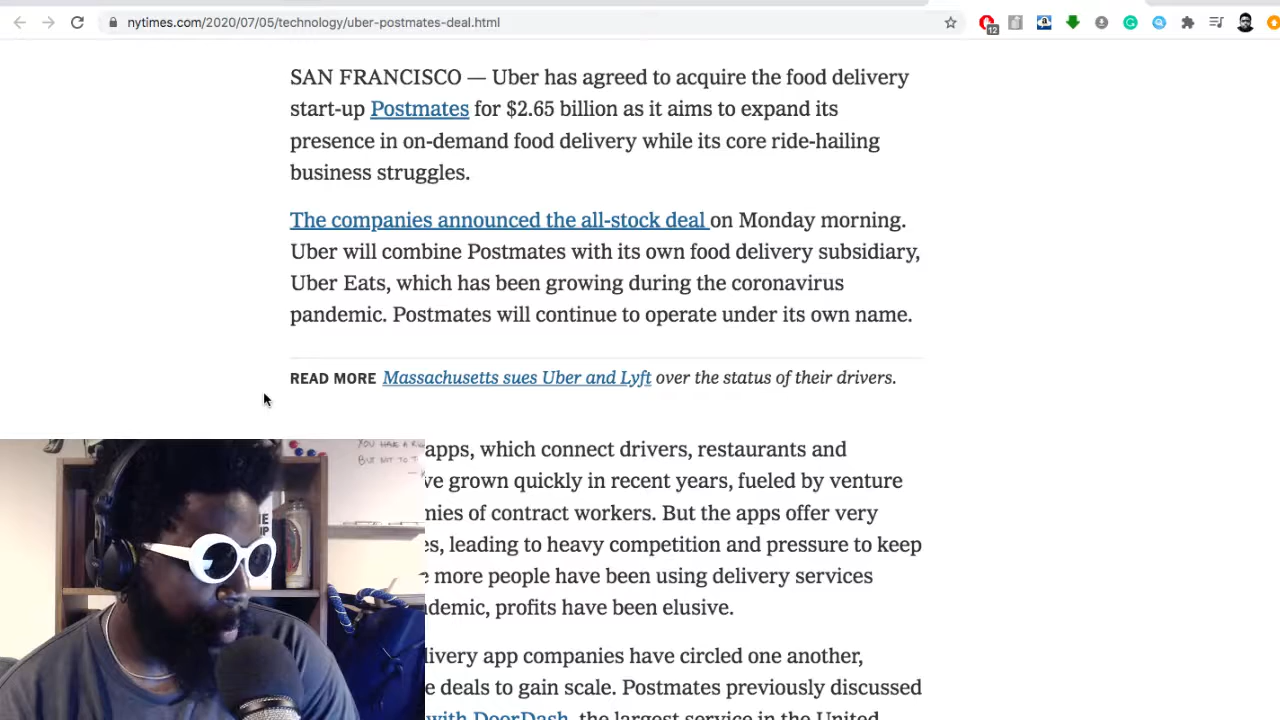 nytimes.com/2020/07/05/technology/uber-postmates-deal.html
12
SAN FRANCISCO — Uber has agreed to acquire the food delivery
start-up Postmates for $2.65 billion as it aims to expand its
presence in on-demand food delivery while its core ride-hailing
business struggles.
The companies announced the all-stock deal on Monday morning.
Uber will combine Postmates with its own food delivery subsidiary,
Uber Eats, which has been growing during the coronavirus
pandemic. Postmates will continue to operate under its own name.
READ MORE Massachusetts sues Uber and Lyft over the status of their drivers.
apps, which connect drivers, restaurants and
grown quickly in recent years, fueled by venture
of contract workers. But the apps offer very
leading to heavy competition and pressure to keep
more people have been using delivery services
profits have been elusive.
app companies have circled one another,
deals to gain scale. Postmates previously discussed
with DoorDash, the largest service in the United
YOU HAVE A
BUT NOT TO